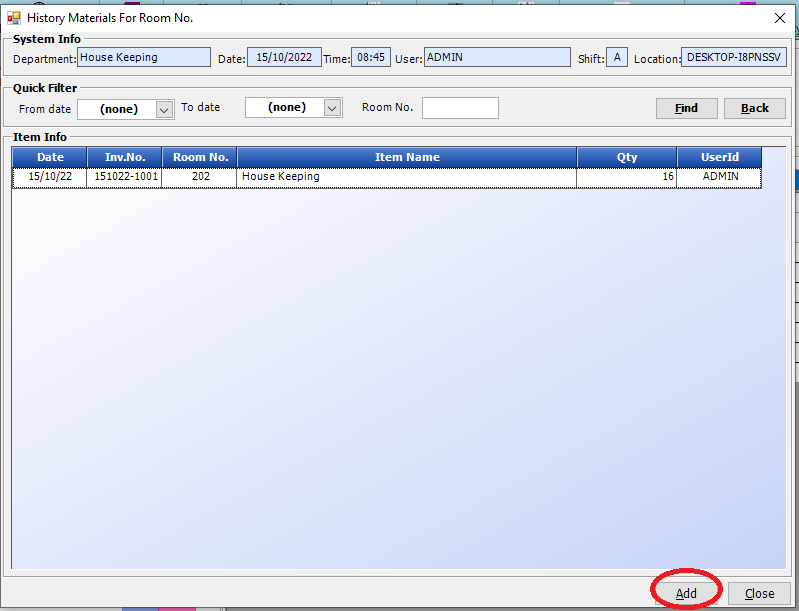 History Materials For Room No.
System Info
Department: House Keeping Date: 15/10/2022 Time: 08:45 User: ADMIN Shift: A Location: DESKTOP-I8PNSSV
Quick Filter
From date (none) To date (none) Room No. Find Back
Item Info
Date Inv.No. Room No. Item Name Qty UserId
15/10/22 151022-1001 202 House Keeping 16 ADMIN
Add Close